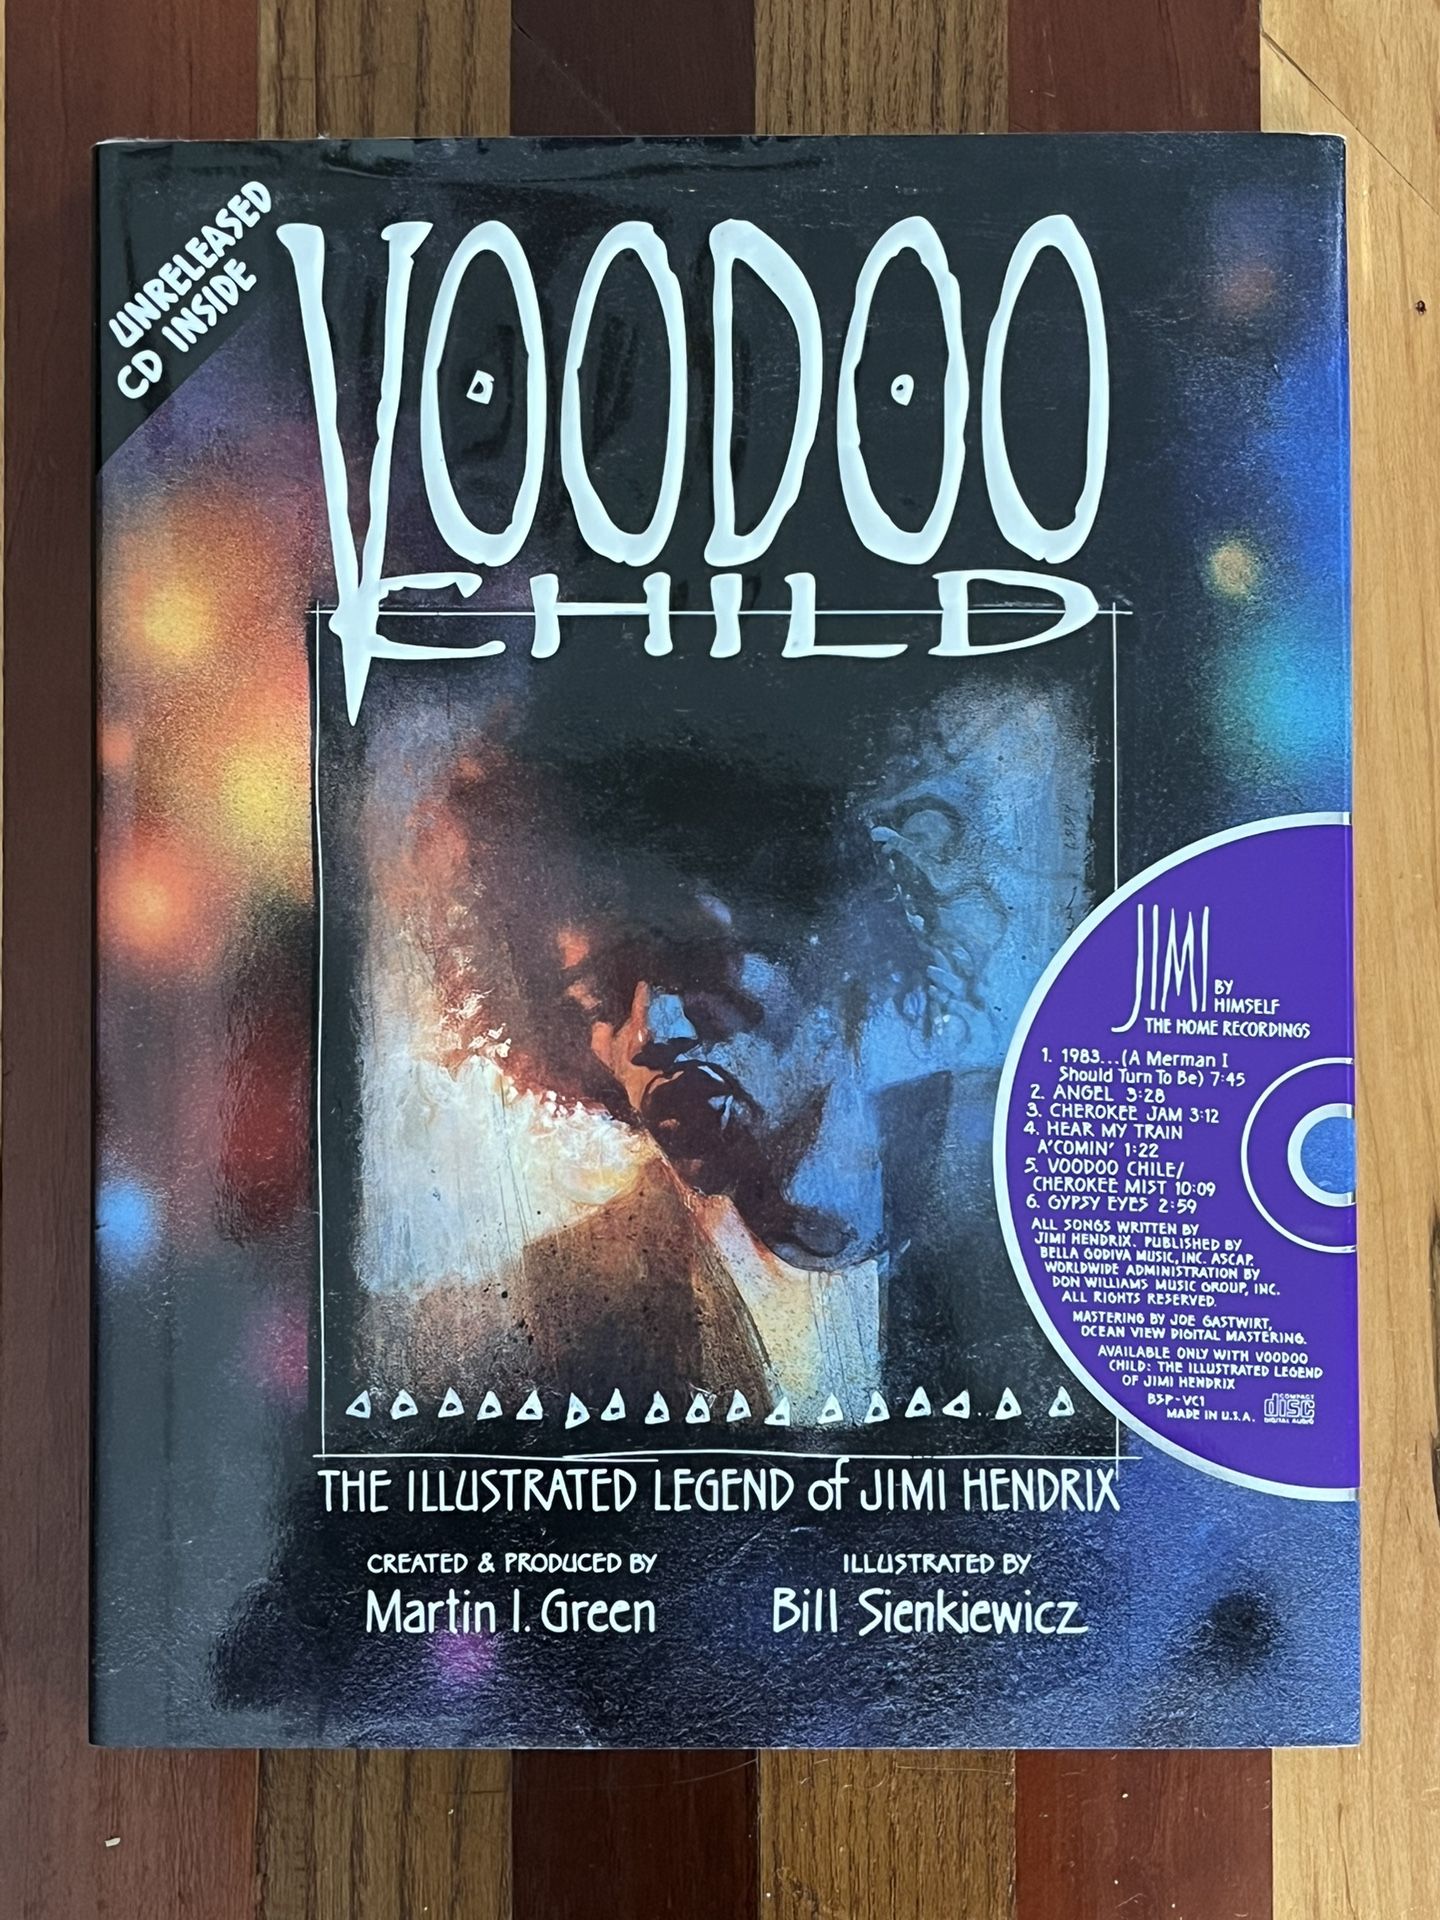 UNRELEASED
CD INSIDE
VOODOO
CHILD
JIMI BY
HIMSELF
THE HOME RECORDINGS
1. 1983...(A Merman I
Should Turn To Be) 7:45
2. ANGEL 3:28
3. CHEROKEE JAM 3:12
4. HEAR MY TRAIN
A'COMIN' 1:22
5. VOODOO CHILE/
CHEROKEE MIST 10:09
6. GYPSY EYES 2:59
ALL SONGS WRITTEN BY
JIMI HENDRIX. PUBLISHED BY
BELLA GODIVA MUSIC, INC. ASCAP.
WORLDWIDE ADMINISTRATION BY
DON WILLIAMS MUSIC GROUP, INC.
ALL RIGHTS RESERVED.
MASTERING BY JOE GASTWIRT,
OCEAN VIEW DIGITAL MASTERING.
AVAILABLE ONLY WITH VOODOO
CHILD: THE ILLUSTRATED LEGEND
OF JIMI HENDRIX
BSP-VC1
MADE IN U.S.A.
COMPACT
disc
DIGITAL AUDIO
THE ILLUSTRATED LEGEND of JIMI HENDRIX
CREATED & PRODUCED BY
Martin I. Green
ILLUSTRATED BY
Bill Sienkiewicz